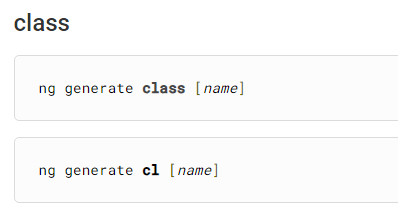 class
ng generate class [name]
ng generate cl [name]